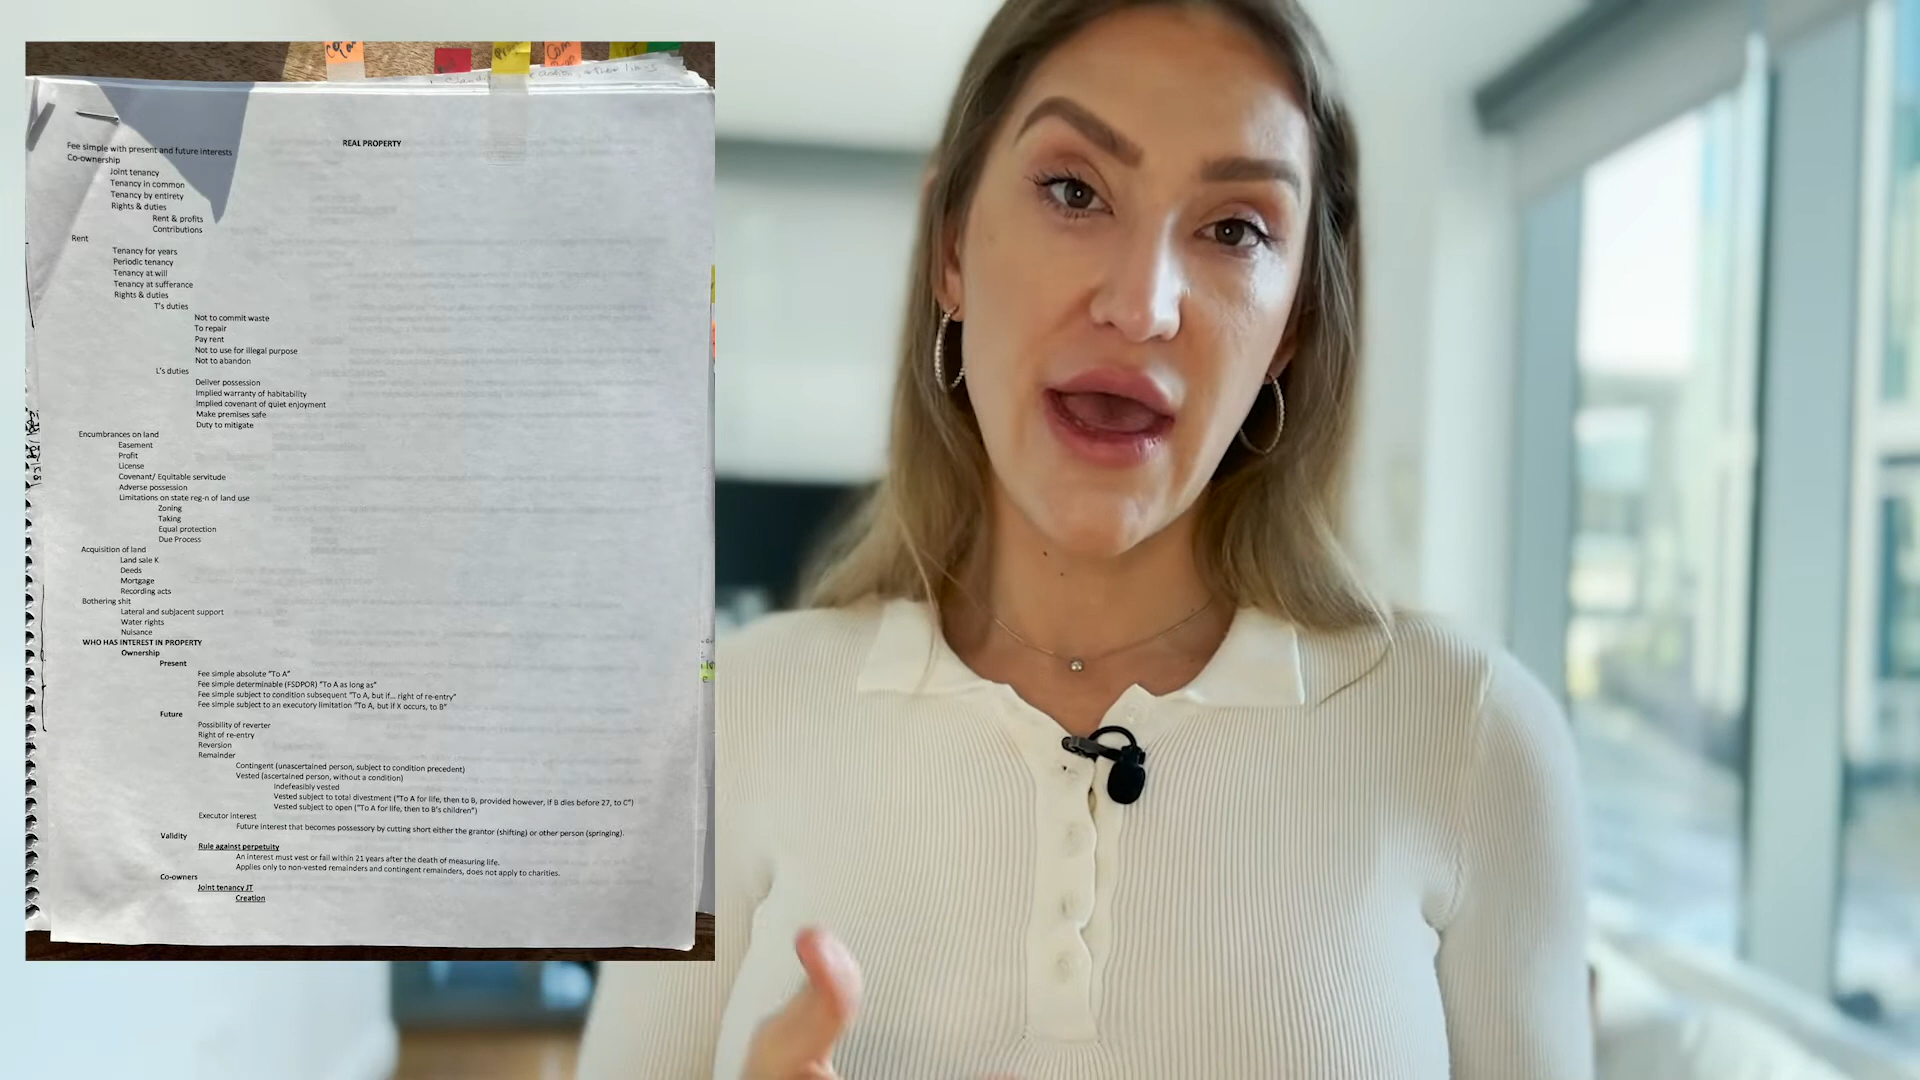 REAL PROPERTY
Fee simple with present and future interests
Co-ownership
Joint tenancy
Tenancy in common
Tenancy by entirety
Rights & duties
Rent & profits
Contributions
Rent
Tenancy for years
Periodic tenancy
Tenancy at will
Tenancy at sufferance
Rights & duties
T's duties
Not to commit waste
To repair
Pay rent
Not to use for illegal purpose
Not to abandon
L's duties
Deliver possession
Implied warranty of habitability
Implied covenant of quiet enjoyment
Make premises safe
Duty to mitigate
Encumbrances on land
Easement
Profit
License
Covenant/ Equitable servitude
Adverse possession
Limitations on state reg-n of land use
Zoning
Taking
Equal protection
Due Process
Acquisition of land
Land sale K
Deeds
Mortgage
Recording acts
Bothering shit
Lateral and subjacent support
Water rights
Nuisance
WHO HAS INTEREST IN PROPERTY
Ownership
Present
Fee simple absolute "To A"
Fee simple determinable (FSDPOR) "To A as long as"
Fee simple subject to condition subsequent "To A, but if... right of re-entry"
Fee simple subject to an executory limitation "To A, but if X occurs, to B"
Future
Possibility of reverter
Right of re-entry
Reversion
Remainder
Contingent (unascertained person, subject to condition precedent)
Vested (ascertained person, without a condition)
Indefeasibly vested
Vested subject to total divestment ("To A for life, then to B, provided however, if B dies before 27, to C")
Vested subject to open ("To A for life, then to B's children")
Executor interest
Future interest that becomes possessory by cutting short either the grantor (shifting) or other person (springing).
Validity
Rule against perpetuity
An interest must vest or fail within 21 years after the death of measuring life.
Applies only to non-vested remainders and contingent remainders, does not apply to charities.
Co-owners
Joint tenancy JT
Creation